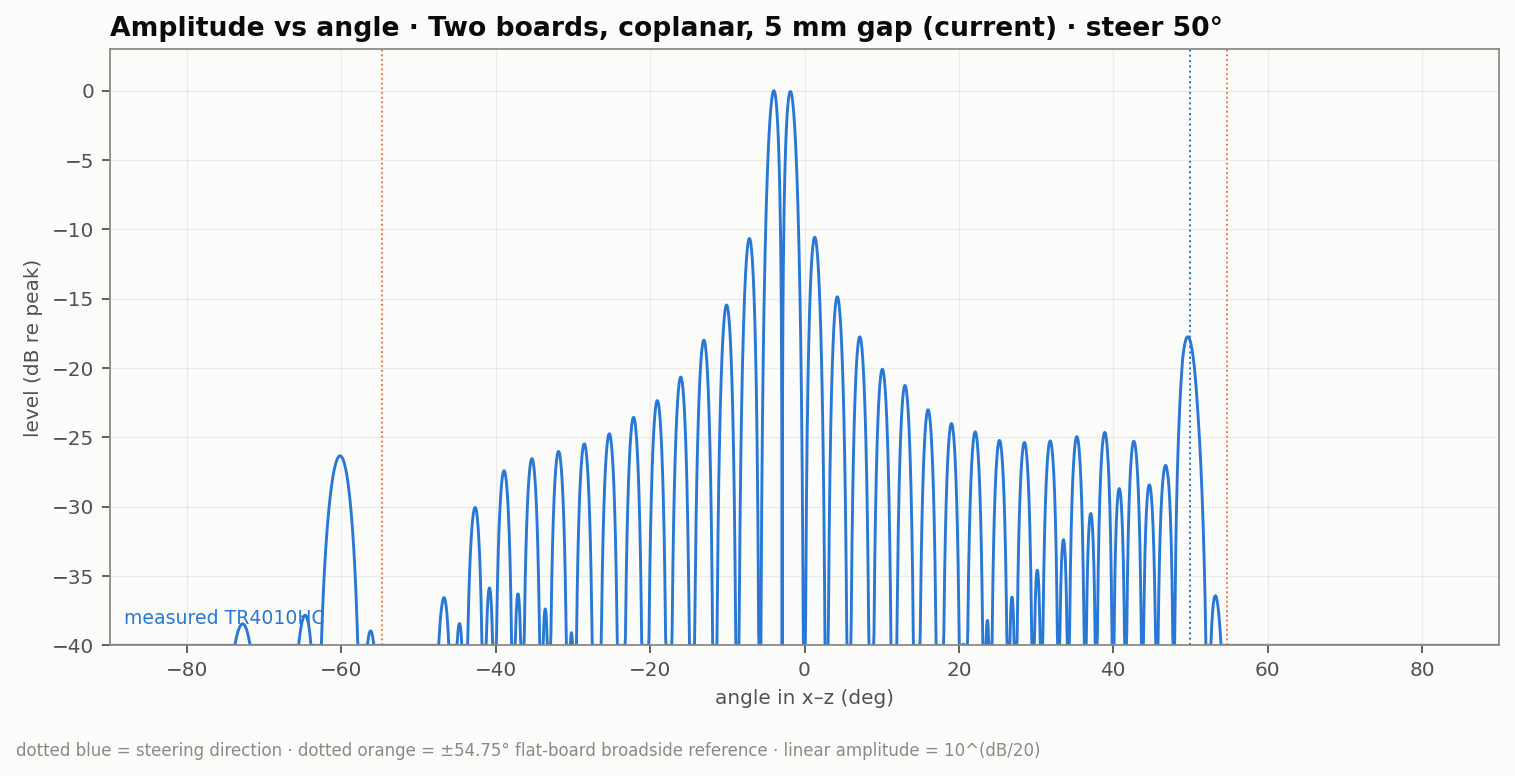 Amplitude vs angle · Two boards, coplanar, 5 mm gap (current) · steer 50°
0
−5
−10
−15
−20
−25
−30
−35
−40
level (dB re peak)
measured TR4010HC
−80 −60 −40 −20 0 20 40 60 80
angle in x–z (deg)
dotted blue = steering direction · dotted orange = ±54.75° flat-board broadside reference · linear amplitude = 10^(dB/20)